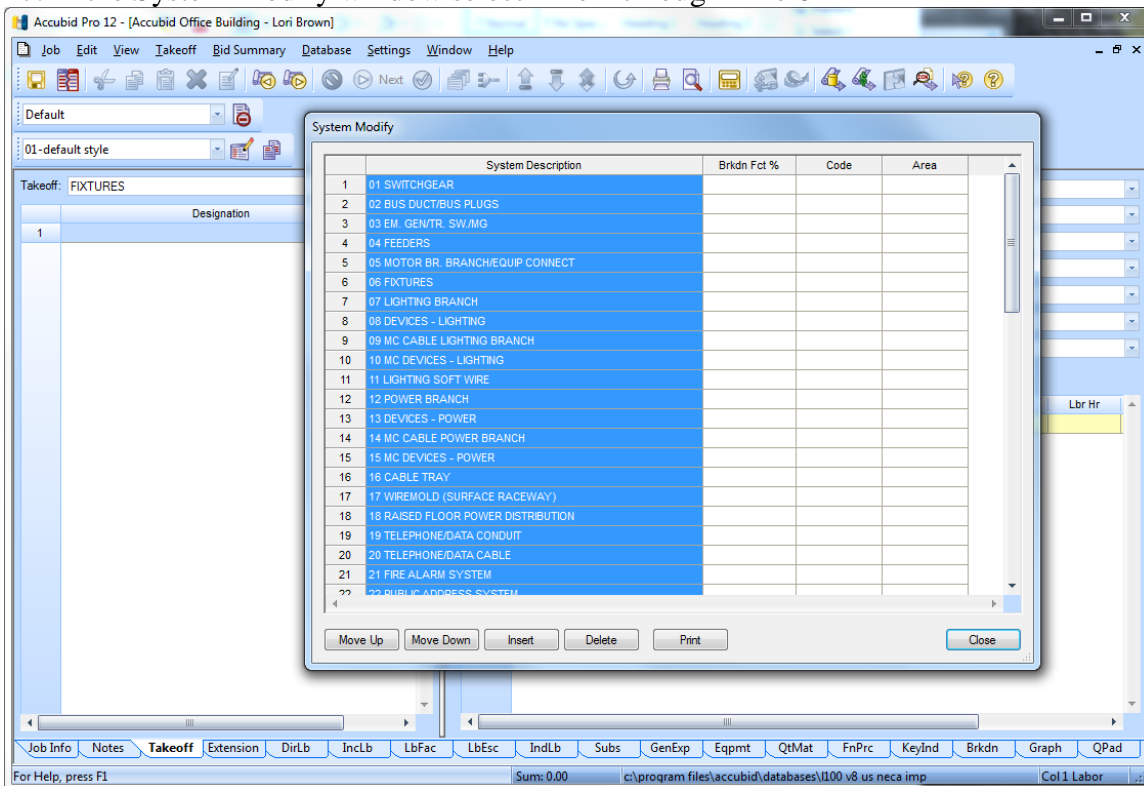 Accubid Pro 12 - [Accubid Office Building - Lori Brown]
Job Edit View Takeoff Bid Summary Database Settings Window Help
Next
Default
01-default style
Takeoff: FIXTURES
Designation
1
System Modify
System Description Brkdn Fct % Code Area
1 01 SWITCHGEAR
2 02 BUS DUCT/BUS PLUGS
3 03 EM. GEN/TR. SW./MG
4 04 FEEDERS
5 05 MOTOR BR. BRANCH/EQUIP CONNECT
6 06 FIXTURES
7 07 LIGHTING BRANCH
8 08 DEVICES - LIGHTING
9 09 MC CABLE LIGHTING BRANCH
10 10 MC DEVICES - LIGHTING
11 11 LIGHTING SOFT WIRE
12 12 POWER BRANCH
13 13 DEVICES - POWER
14 14 MC CABLE POWER BRANCH
15 15 MC DEVICES - POWER
16 16 CABLE TRAY
17 17 WIREMOLD (SURFACE RACEWAY)
18 18 RAISED FLOOR POWER DISTRIBUTION
19 19 TELEPHONE/DATA CONDUIT
20 20 TELEPHONE/DATA CABLE
21 21 FIRE ALARM SYSTEM
22 22 PUBLIC ADDRESS SYSTEM
Move Up Move Down Insert Delete Print Close
Lbr Hr
Job Info Notes Takeoff Extension DirLb IncLb LbFac LbEsc IndLb Subs GenExp Eqpmt QtMat FnPrc KeyInd Brkdn Graph QPad
For Help, press F1 Sum: 0.00 c:\program files\accubid\databases\l100 v8 us neca imp Col 1 Labor